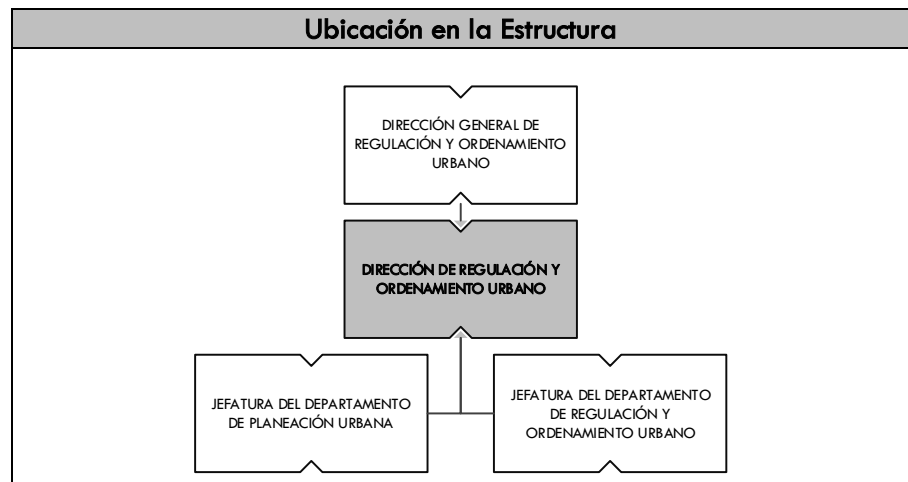 Ubicación en la Estructura
DIRECCIÓN GENERAL DE
REGULACIÓN Y ORDENAMIENTO
URBANO
DIRECCIÓN DE REGULACIÓN Y
ORDENAMIENTO URBANO
JEFATURA DEL DEPARTAMENTO
DE PLANEACIÓN URBANA
JEFATURA DEL DEPARTAMENTO
DE REGULACIÓN Y
ORDENAMIENTO URBANO